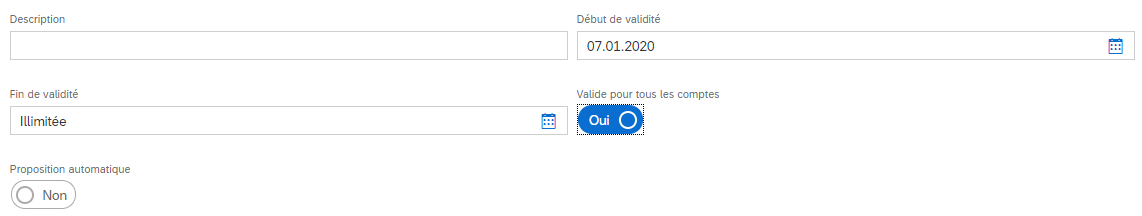 Description
Début de validité
07.01.2020
Fin de validité
Valide pour tous les comptes
Illimitée
Oui
Proposition automatique
Non